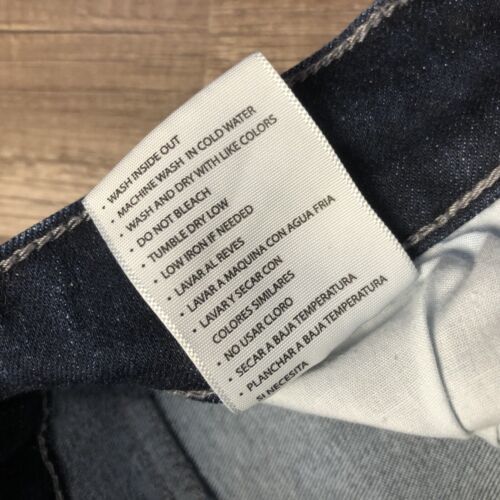 • WASH INSIDE OUT
• MACHINE WASH IN COLD WATER
• WASH AND DRY WITH LIKE COLORS
• DO NOT BLEACH
• TUMBLE DRY LOW
• LOW IRON IF NEEDED
• LAVAR AL REVES
• LAVAR A MAQUINA CON AGUA FRIA
• LAVAR Y SECAR CON
COLORES SIMILARES
• NO USAR CLORO
• SECAR A BAJA TEMPERATURA
• PLANCHAR A BAJA TEMPERATURA
SI NECESITA